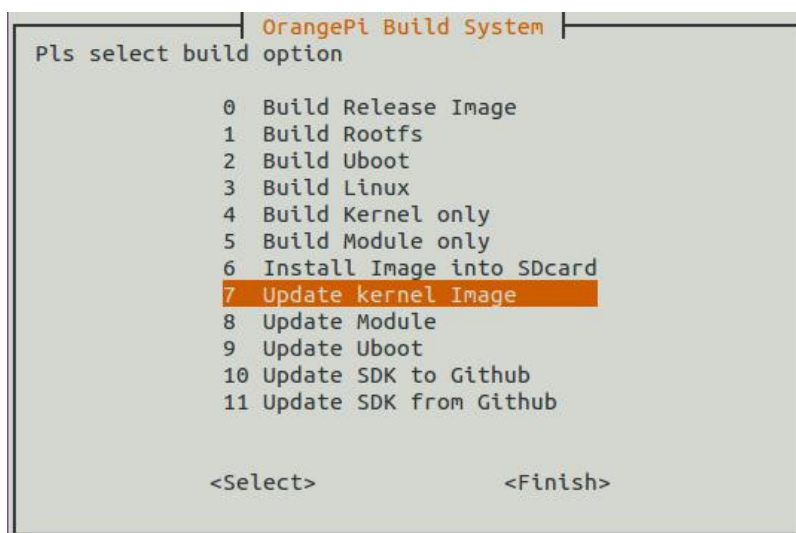 OrangePi Build System
Pls select build option
0 Build Release Image
1 Build Rootfs
2 Build Uboot
3 Build Linux
4 Build Kernel only
5 Build Module only
6 Install Image into SDcard
7 Update kernel Image
8 Update Module
9 Update Uboot
10 Update SDK to Github
11 Update SDK from Github
<Select> <Finish>